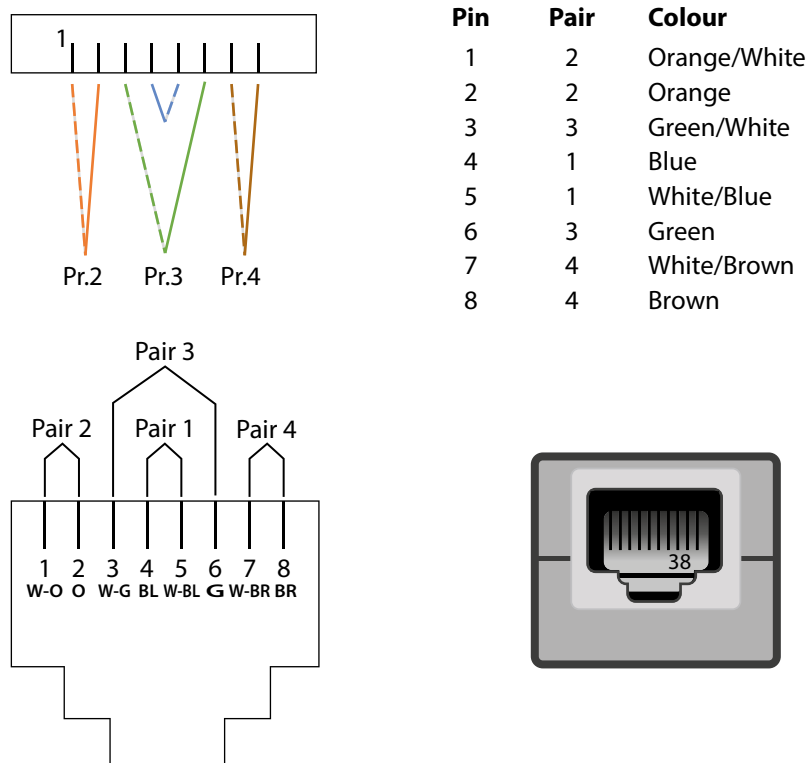 1
Pr.2 Pr.3 Pr.4
Pin Pair Colour
1 2 Orange/White
2 2 Orange
3 3 Green/White
4 1 Blue
5 1 White/Blue
6 3 Green
7 4 White/Brown
8 4 Brown
Pair 3
Pair 2 Pair 1 Pair 4
1 2 3 4 5 6 7 8
W-O O W-G BL W-BL G W-BR BR
38